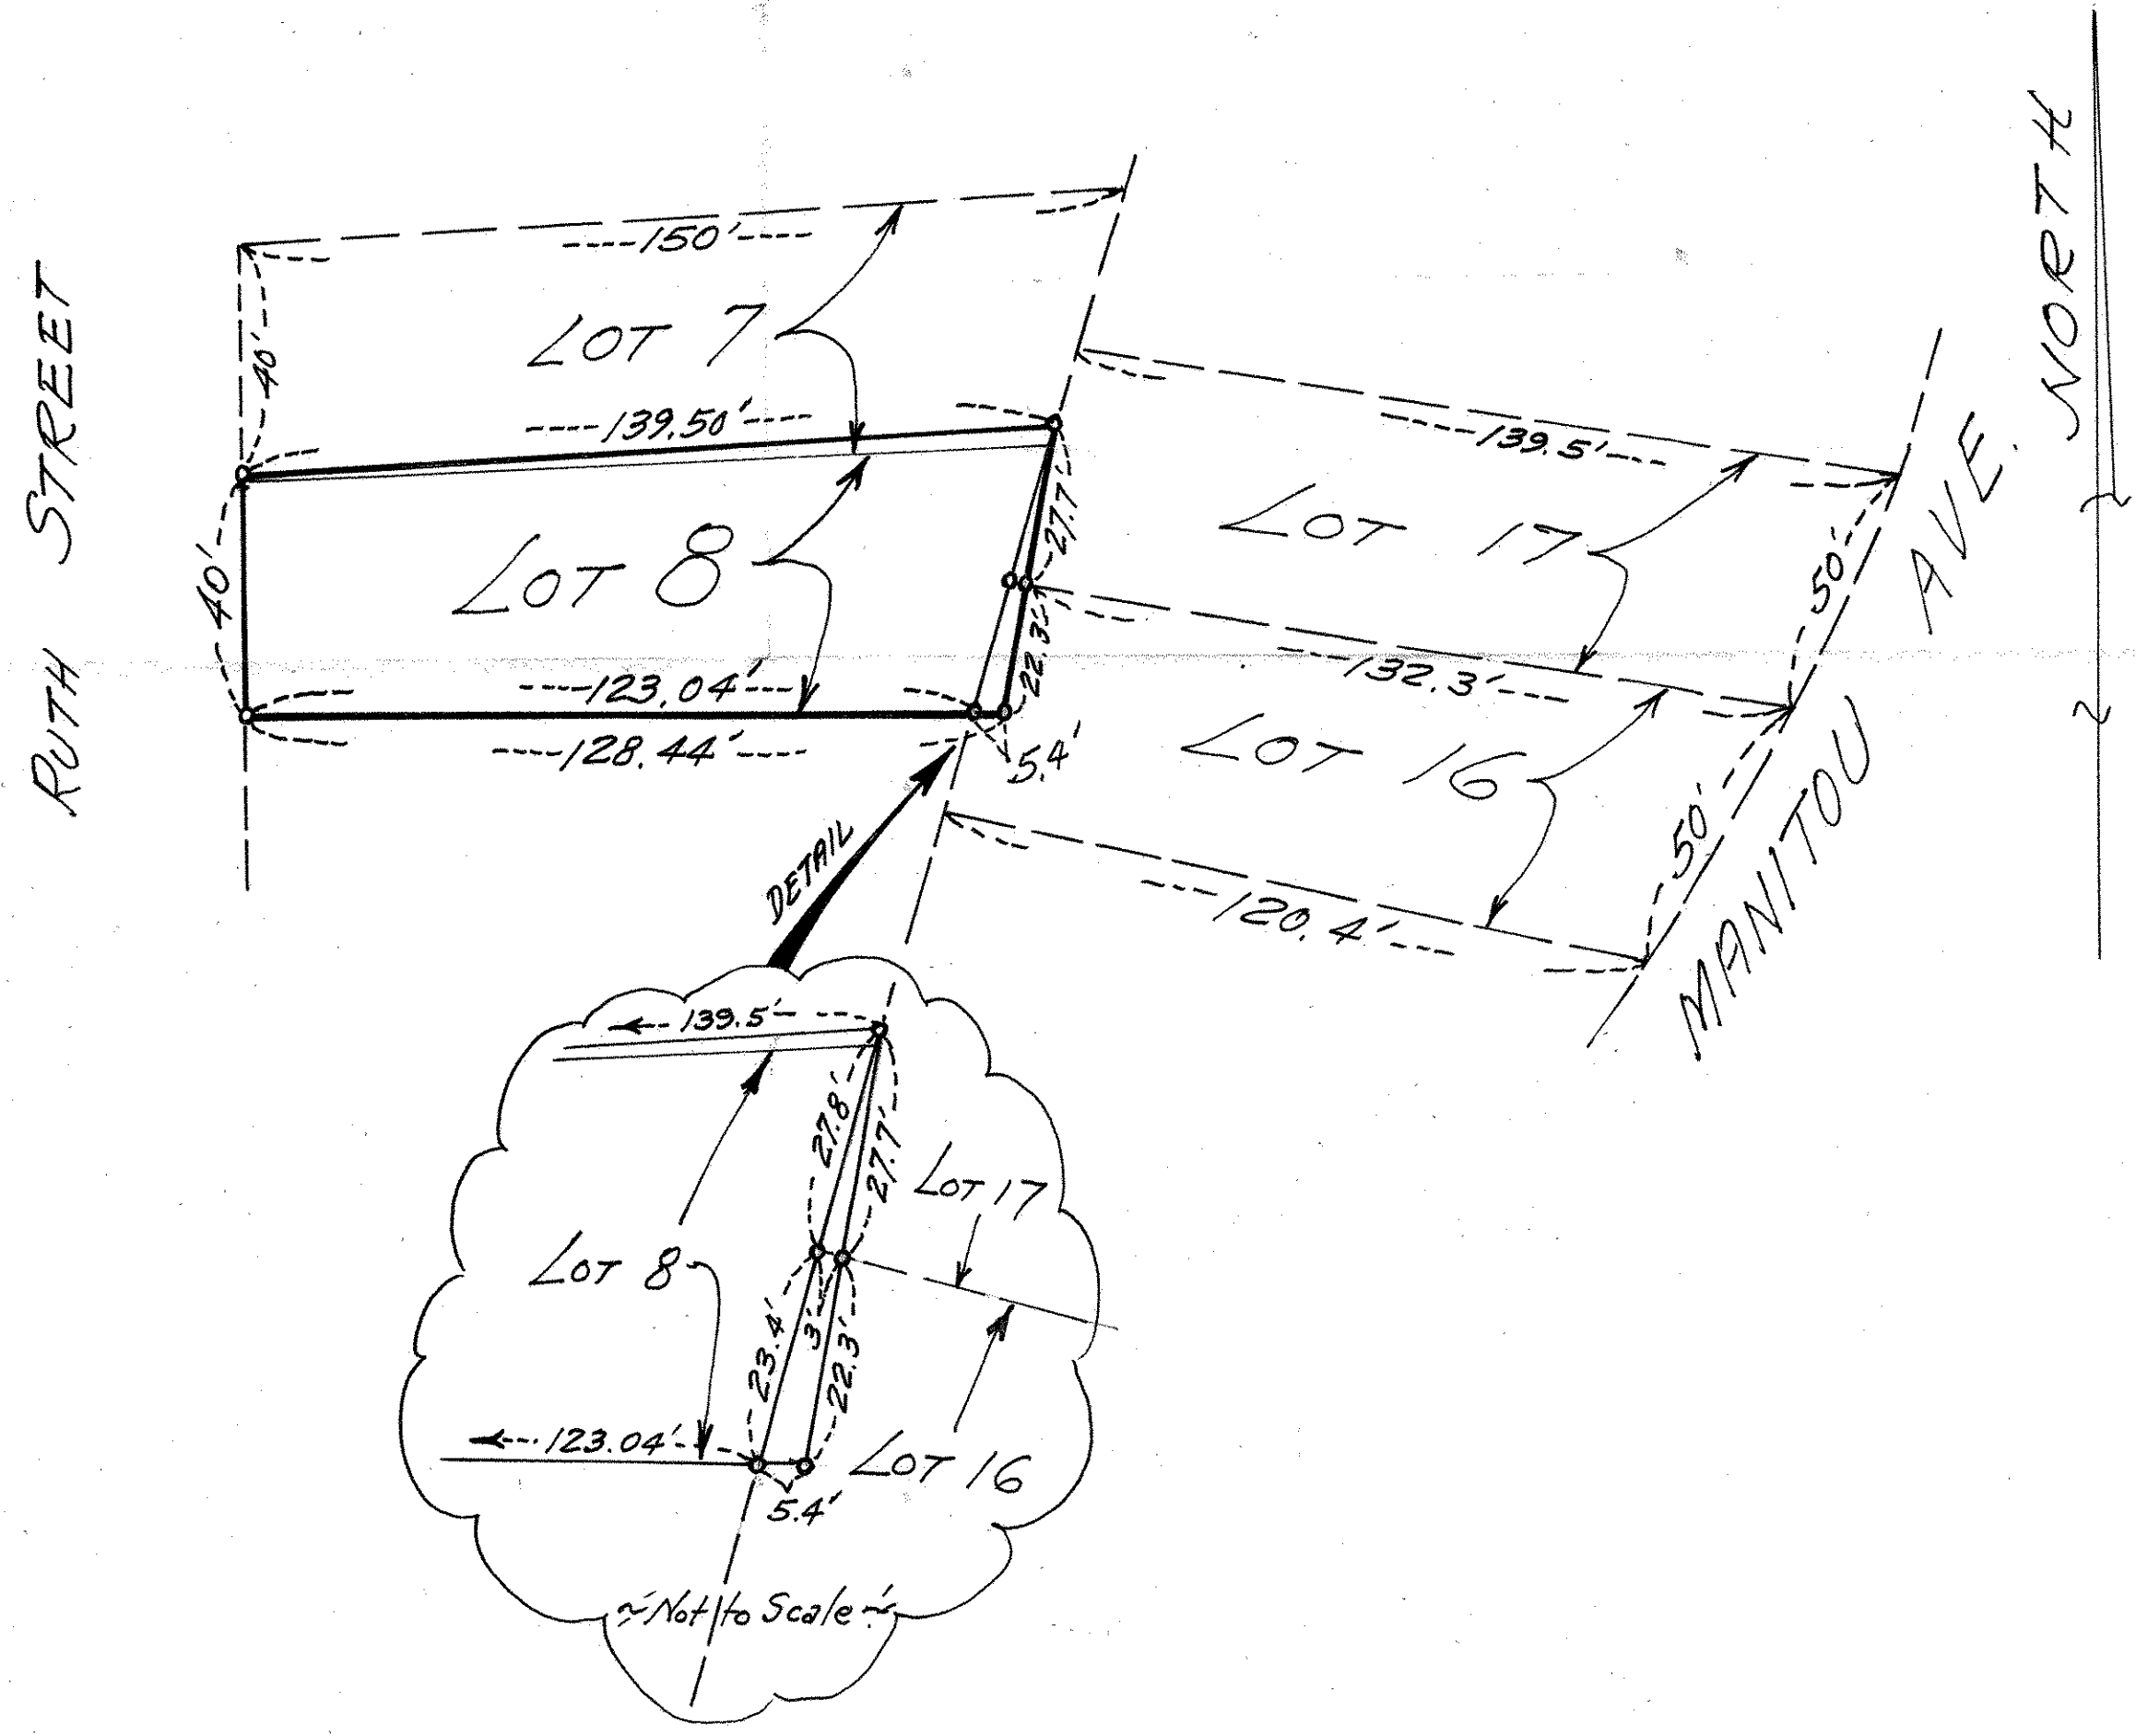 RUTH STREET
150'
LOT 7
40'
139.50'
40'
LOT 8
27.7'
22.3'
123.04'
128.44'
5.4'
139.5'
LOT 17
50'
132.3'
LOT 16
50'
120.4'
MANITOU AVE.
NORTH
DETAIL
139.5'
27.8'
27.7'
LOT 17
LOT 8
23.4'
3'
22.3'
123.04'
LOT 16
5.4'
~Not to Scale~